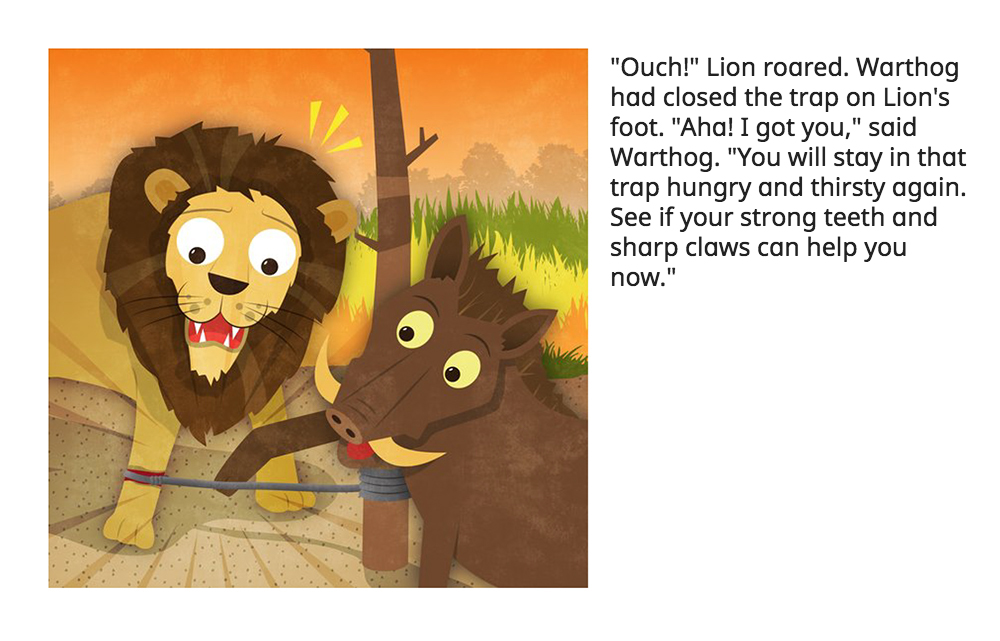 "Ouch!" Lion roared. Warthog
had closed the trap on Lion's
foot. "Aha! I got you," said
Warthog. "You will stay in that
trap hungry and thirsty again.
See if your strong teeth and
sharp claws can help you
now."